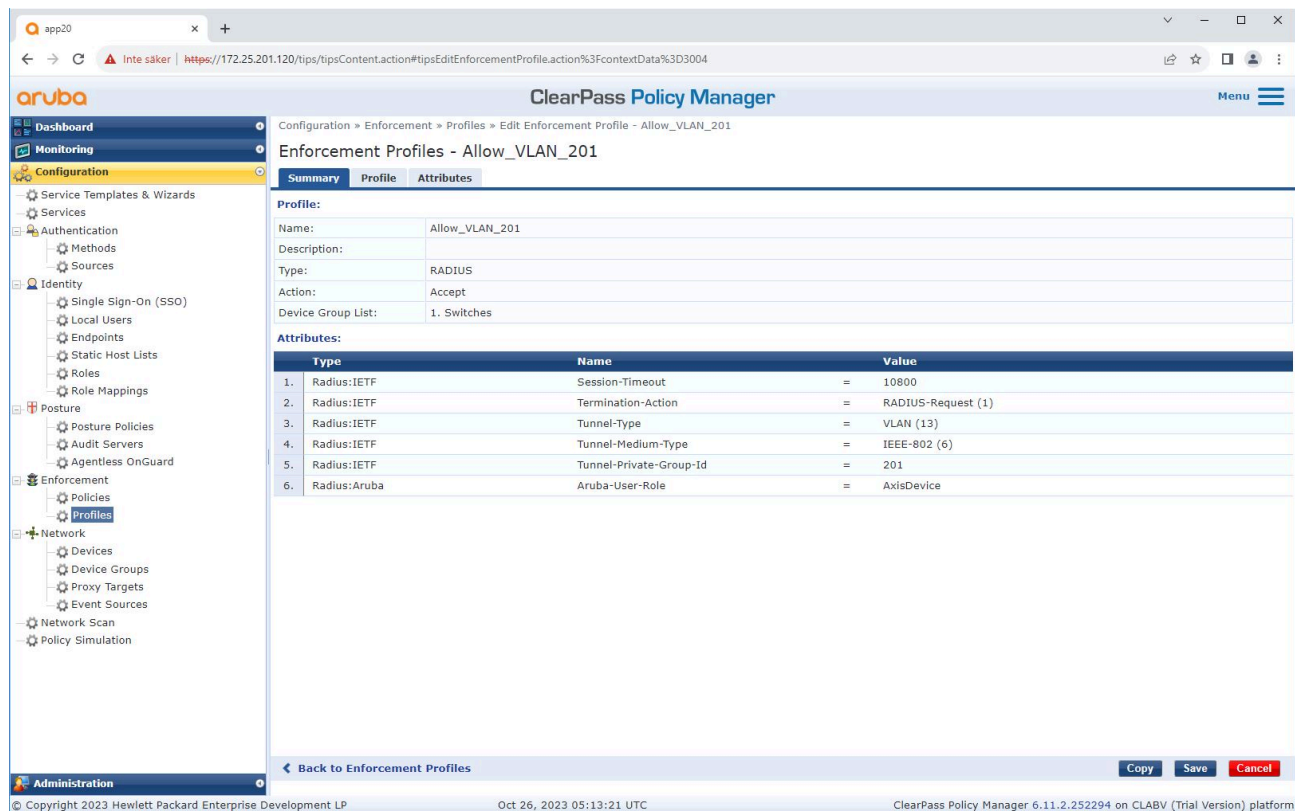 app20
Inte säker | https://172.25.201.120/tips/tipsContent.action#tipsEditEnforcementProfile.action%3FcontextData%3D3004
aruba
ClearPass Policy Manager
Menu
Dashboard
Monitoring
Configuration
Service Templates & Wizards
Services
Authentication
Methods
Sources
Identity
Single Sign-On (SSO)
Local Users
Endpoints
Static Host Lists
Roles
Role Mappings
Posture
Posture Policies
Audit Servers
Agentless OnGuard
Enforcement
Policies
Profiles
Network
Devices
Device Groups
Proxy Targets
Event Sources
Network Scan
Policy Simulation
Administration
Configuration » Enforcement » Profiles » Edit Enforcement Profile - Allow_VLAN_201
Enforcement Profiles - Allow_VLAN_201
Summary Profile Attributes
Profile:
Name: Allow_VLAN_201
Description:
Type: RADIUS
Action: Accept
Device Group List: 1. Switches
Attributes:
Type Name Value
1. Radius:IETF Session-Timeout = 10800
2. Radius:IETF Termination-Action = RADIUS-Request (1)
3. Radius:IETF Tunnel-Type = VLAN (13)
4. Radius:IETF Tunnel-Medium-Type = IEEE-802 (6)
5. Radius:IETF Tunnel-Private-Group-Id = 201
6. Radius:Aruba Aruba-User-Role = AxisDevice
Back to Enforcement Profiles
Copy Save Cancel
© Copyright 2023 Hewlett Packard Enterprise Development LP Oct 26, 2023 05:13:21 UTC ClearPass Policy Manager 6.11.2.252294 on CLABV (Trial Version) platform